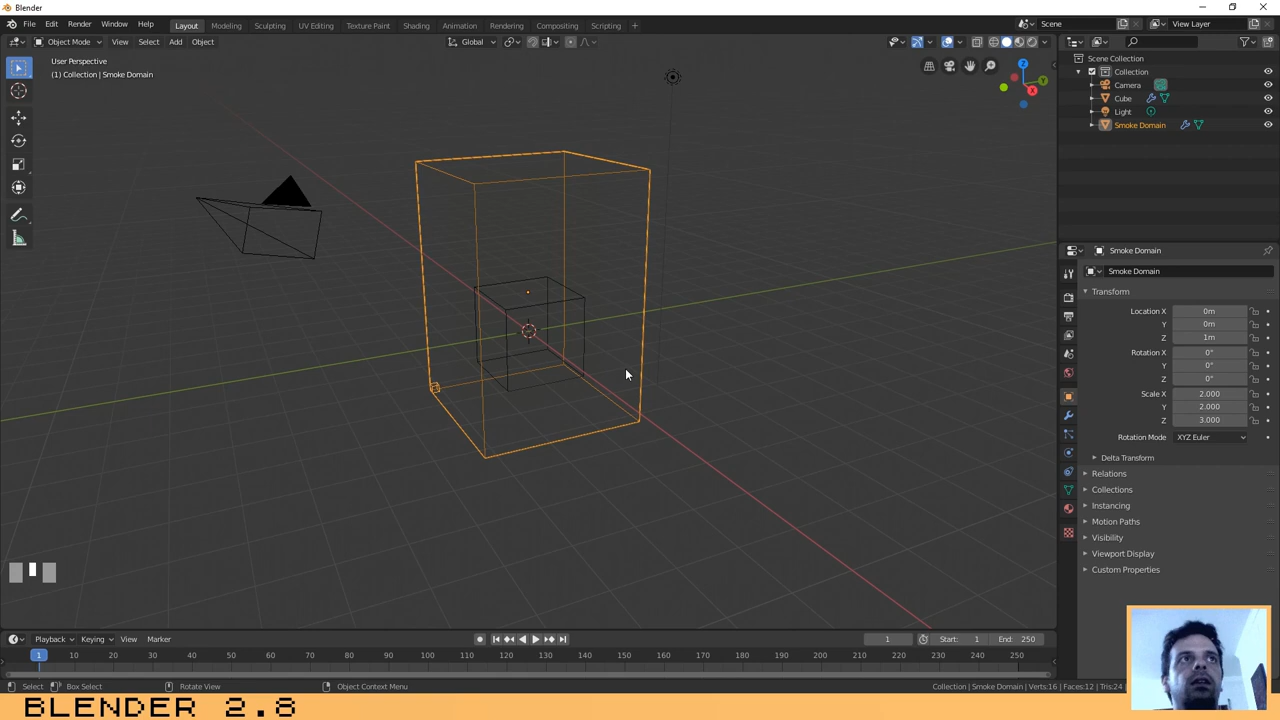 Blender
File Edit Render Window Help Layout Modeling Sculpting UV Editing Texture Paint Shading Animation Rendering Compositing Scripting + Scene View Layer
Object Mode View Select Add Object Global
User Perspective
(1) Collection | Smoke Domain
Z
Y
X
Scene Collection
Collection
Camera
Cube
Light
Smoke Domain
Smoke Domain
Smoke Domain
Transform
Location X 0m
Y 0m
Z 1m
Rotation X 0°
Y 0°
Z 0°
Scale X 2.000
Y 2.000
Z 3.000
Rotation Mode XYZ Euler
Delta Transform
Relations
Collections
Instancing
Motion Paths
Visibility
Viewport Display
Custom Properties
Playback Keying View Marker 1 Start: 1 End: 250
1 10 20 30 40 50 60 70 80 90 100 110 120 130 140 150 160 170 180 190 200 210 220 230 240 250
Select Box Select Rotate View Object Context Menu Collection | Smoke Domain | Verts:16 | Faces:12 | Tris:24
BLENDER 2.8